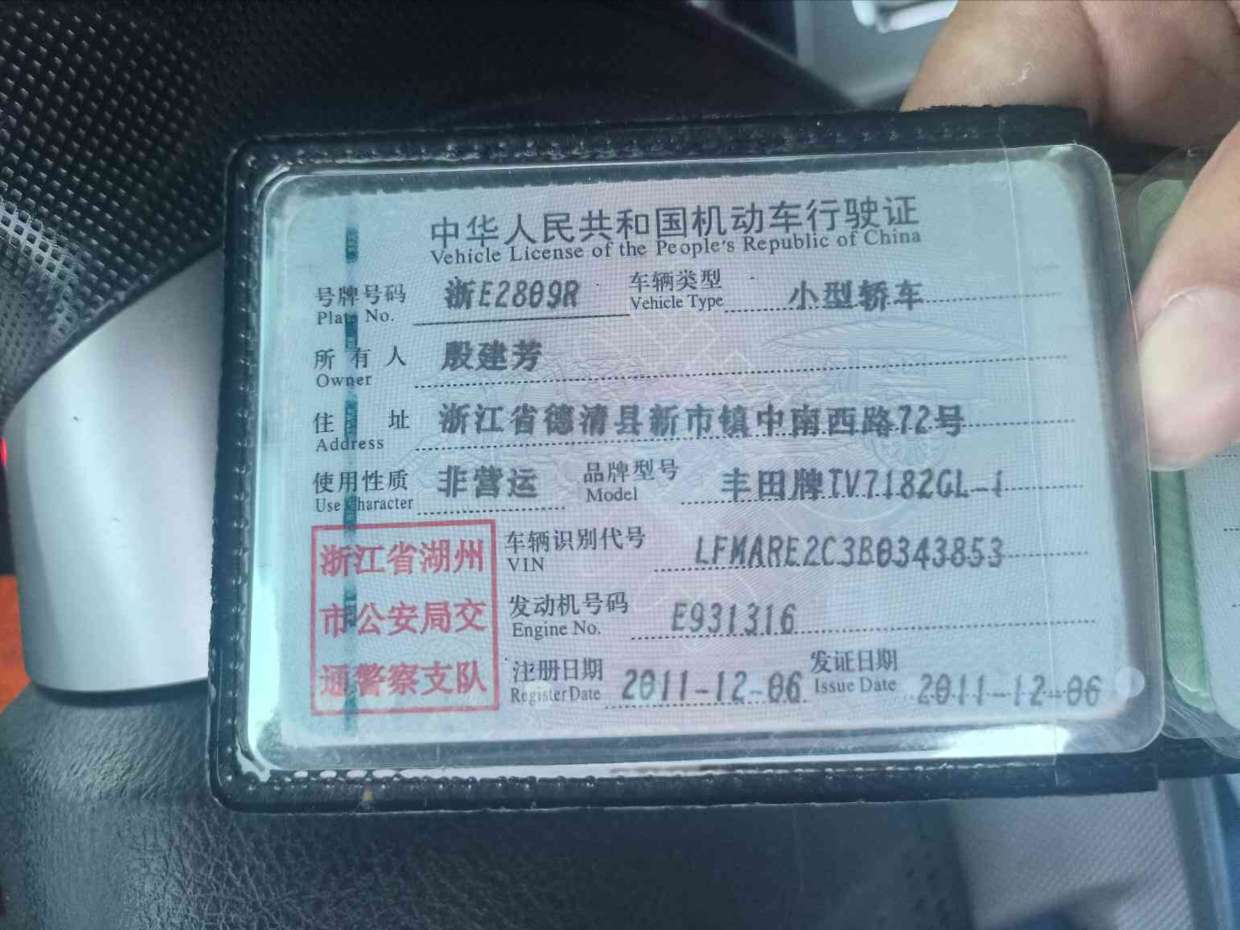 中华人民共和国机动车行驶证
Vehicle License of the People's Republic of China
号牌号码 浙E2809R 车辆类型 小型轿车
Plate No. Vehicle Type
所有人 殷建芳
Owner
住址 浙江省德清县新市镇中南西路72号
Address
使用性质 非营运 品牌型号 丰田牌TV7182GL-i
Use Character Model
浙江省湖州
市公安局交
通警察支队
车辆识别代号 LFMARE2C3B0343853
VIN
发动机号码 E931316
Engine No.
注册日期 2011-12-06 发证日期 2011-12-06
Register Date Issue Date